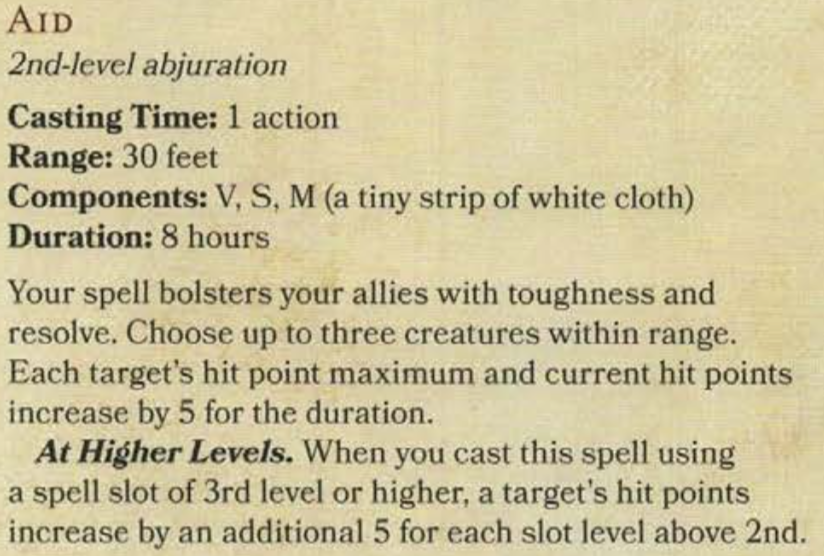 AID
2nd-level abjuration
Casting Time: 1 action
Range: 30 feet
Components: V, S, M (a tiny strip of white cloth)
Duration: 8 hours
Your spell bolsters your allies with toughness and
resolve. Choose up to three creatures within range.
Each target's hit point maximum and current hit points
increase by 5 for the duration.
At Higher Levels. When you cast this spell using
a spell slot of 3rd level or higher, a target's hit points
increase by an additional 5 for each slot level above 2nd.